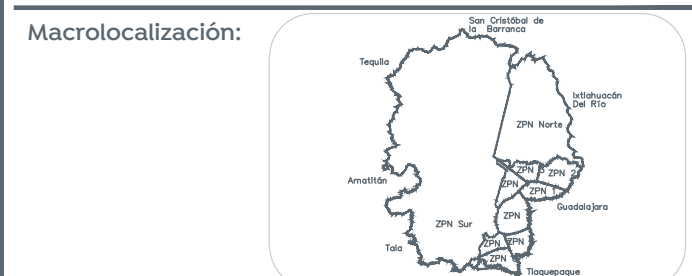 Macrolocalización:
San Cristóbal de
la Barranca
Tequila
Ixtlahuacán
Del Río
ZPN Norte
ZPN 3
ZPN 2
Amatitán
ZPN
ZPN 1
Guadalajara
ZPN
ZPN Sur
ZPN
ZPN
Tala
ZPN
Tlaquepaque